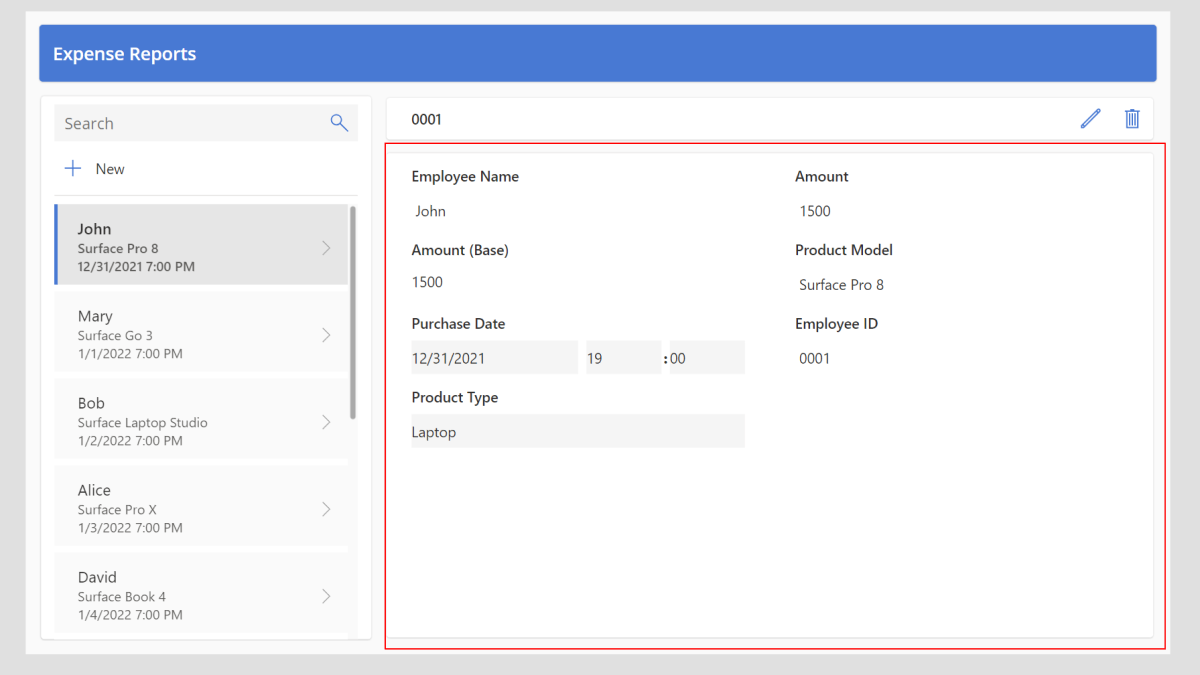 Expense Reports
Search
New
John
Surface Pro 8
12/31/2021 7:00 PM
Mary
Surface Go 3
1/1/2022 7:00 PM
Bob
Surface Laptop Studio
1/2/2022 7:00 PM
Alice
Surface Pro X
1/3/2022 7:00 PM
David
Surface Book 4
1/4/2022 7:00 PM
0001
Employee Name
John
Amount
1500
Amount (Base)
1500
Product Model
Surface Pro 8
Purchase Date
12/31/2021 19 :00
Employee ID
0001
Product Type
Laptop